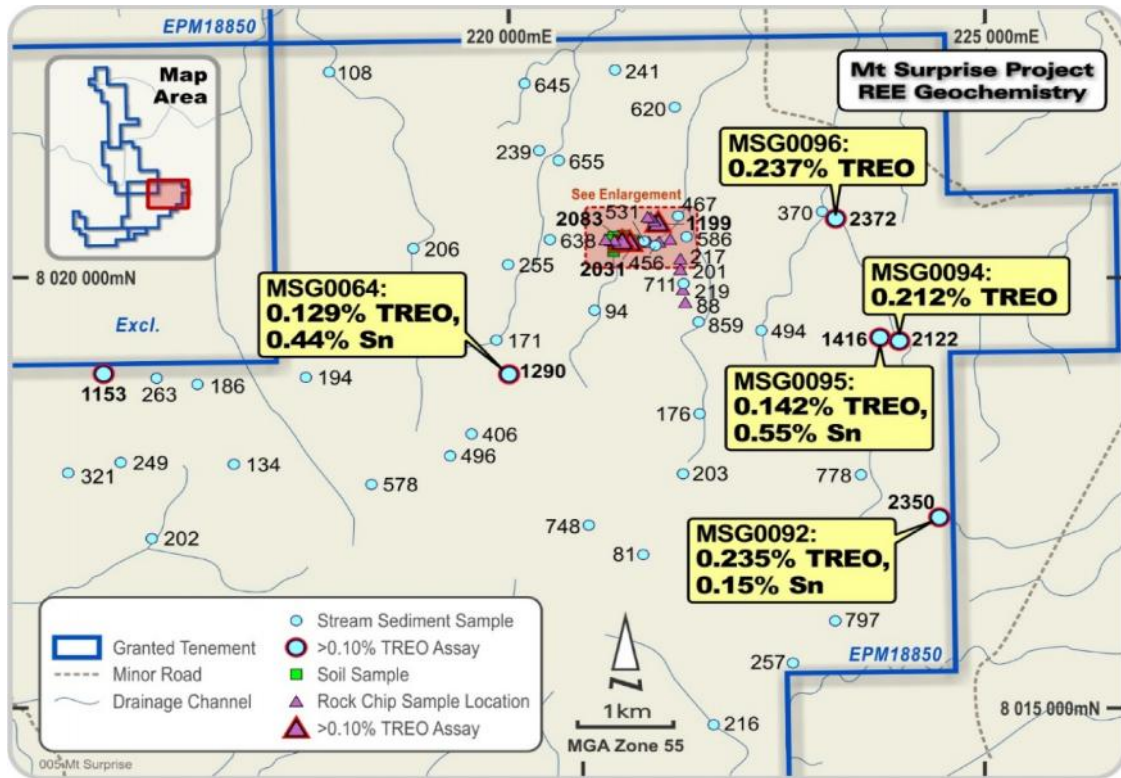 EPM18850
220 000mE
225 000mE
Map
Area
Mt Surprise Project
REE Geochemistry
108
645
241
620
239
655
MSG0096:
0.237% TREO
See Enlargement
531
467
2083
1199
370
2372
206
638
586
255
456
217
2031
201
8 020 000mN
711
219
88
MSG0064:
0.129% TREO,
0.44% Sn
MSG0094:
0.212% TREO
94
859
494
Excl.
171
1416
2122
1290
1153
263
186
194
MSG0095:
0.142% TREO,
0.55% Sn
176
406
496
321
249
134
578
203
778
2350
748
202
81
MSG0092:
0.235% TREO,
0.15% Sn
797
257
EPM18850
216
8 015 000mN
Granted Tenement
Minor Road
Drainage Channel
Stream Sediment Sample
>0.10% TREO Assay
Soil Sample
Rock Chip Sample Location
>0.10% TREO Assay
N
1km
MGA Zone 55
005 Mt Surprise